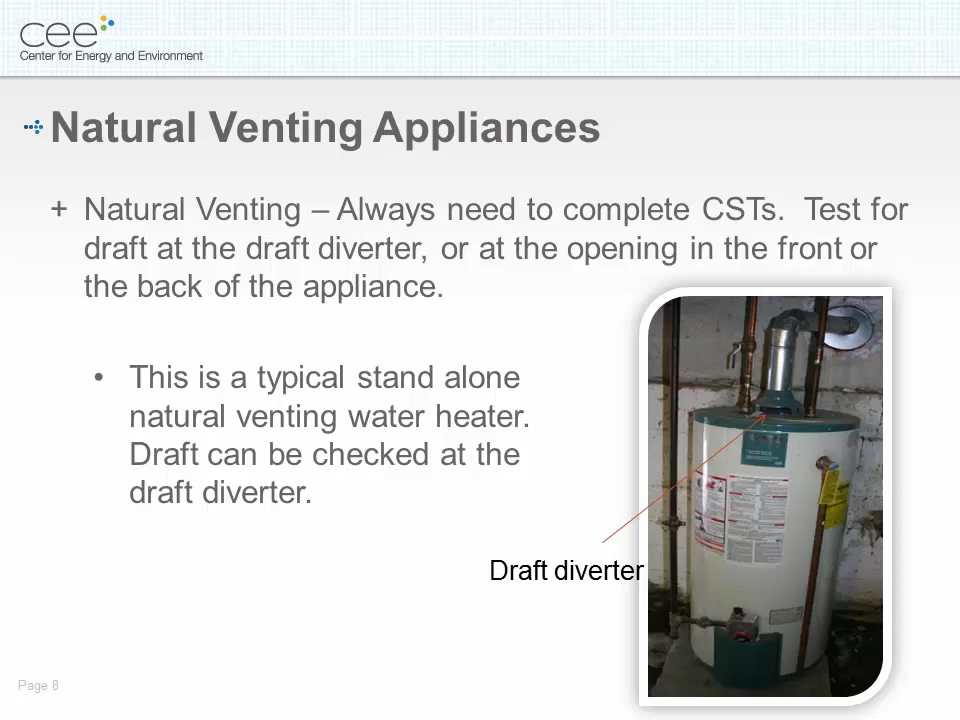 cee
Center for Energy and Environment
Natural Venting Appliances
+ Natural Venting – Always need to complete CSTs. Test for
draft at the draft diverter, or at the opening in the front or
the back of the appliance.
• This is a typical stand alone
natural venting water heater.
Draft can be checked at the
draft diverter.
Draft diverter
Page 8